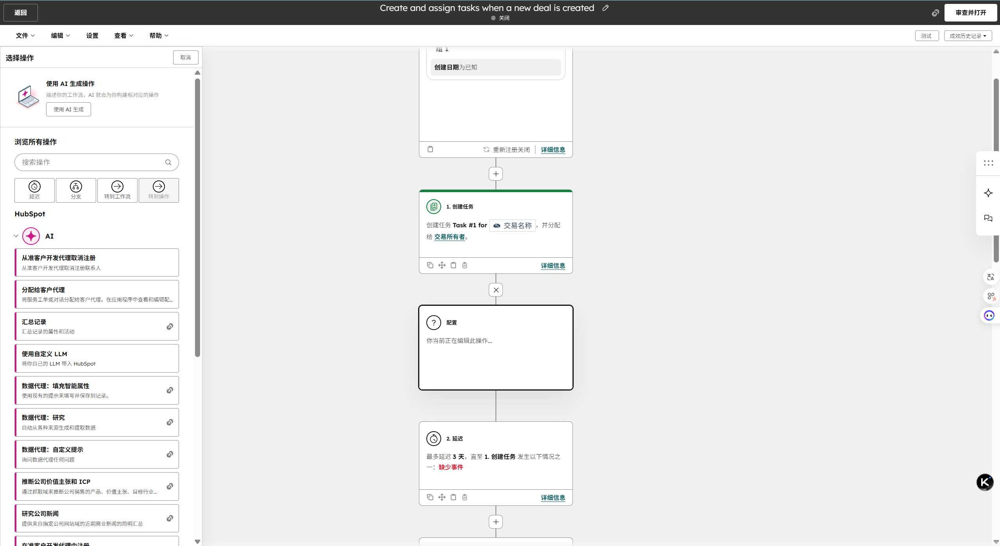 返回
Create and assign tasks when a new deal is created
关闭
审查并打开
文件
编辑
设置
查看
帮助
测试
成效历史记录
选择操作
取消
使用 AI 生成操作
描述你的工作流，AI 就会为你构建相对应的操作
使用 AI 生成
浏览所有操作
搜索操作
延迟
分支
转到工作流
转到操作
HubSpot
AI
从准客户开发代理取消注册
从准客户开发代理取消注册联系人
分配给客户代理
将服务工单或对话分配给客户代理。在应用程序中查看和编辑配...
汇总记录
汇总记录的属性和活动
使用自定义 LLM
将你自己的 LLM 带入 HubSpot
数据代理：填充智能属性
使用现有的提示来填写并保存到记录。
数据代理：研究
自动从各种来源生成和提取数据
数据代理：自定义提示
询问数据代理任何问题
推断公司价值主张和 ICP
通过抓取域来推断公司销售的产品、价值主张、目标行业...
研究公司新闻
提供来自指定公司网站域的近期商业新闻的简明汇总
在准客户开发代理中注册
组 1
创建日期为已知
重新注册关闭
详细信息
1. 创建任务
创建任务 Task #1 for 交易名称 ，并分配
给 交易所有者。
详细信息
配置
你当前正在编辑此操作...
2. 延迟
最多延迟 3 天，直至 1. 创建任务 发生以下情况之
一：缺少事件
详细信息
K